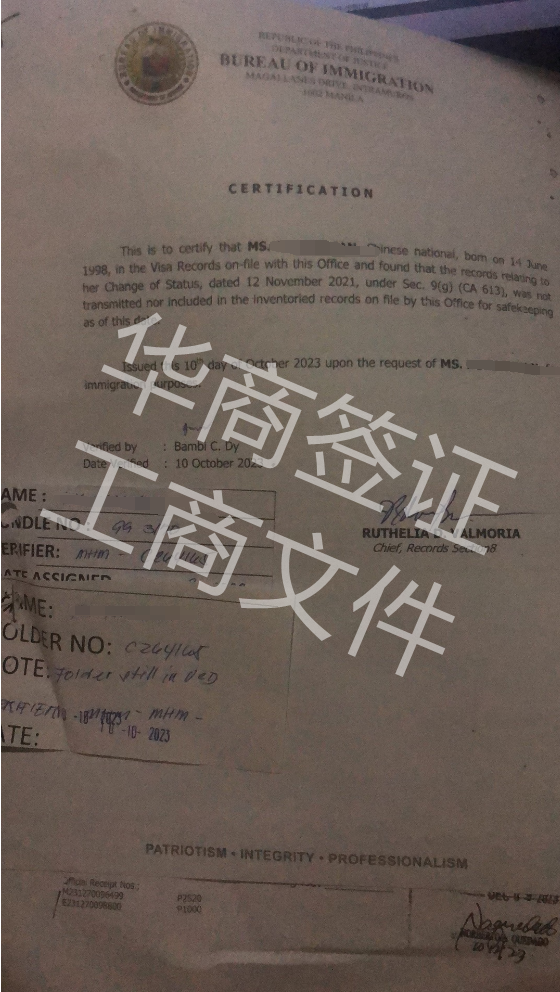 REPUBLIC OF THE PHILIPPINES
DEPARTMENT OF JUSTICE
BUREAU OF IMMIGRATION
MAGALLANES DRIVE, INTRAMUROS
1002 MANILA
CERTIFICATION
This is to certify that MS. Chinese national, born on 14 June
1998, in the Visa Records on-file with this Office and found that the records relating to
her Change of Status, dated 12 November 2021, under Sec. 9(g) (CA 613), was not
transmitted nor included in the inventoried records on file by this Office for safekeeping
as of this
Issued this 10th day of October 2023 upon the request of MS.
immigration purposes.
Verified by : Bambi C. Dy
Date Verified : 10 October 2023
华商签证
工商文件
AME :
NDLE NO :
ERIFIER: MHM -
ATE ASSIGNED
RUTHELIA D. VALMORIA
Chief, Records Section
AME:
OLDER NO:
OTE: Folder still in
- MHM -
-10- 2023
ATE:
PATRIOTISM • INTEGRITY • PROFESSIONALISM
Official Receipt Nos.:
P3520
R1000